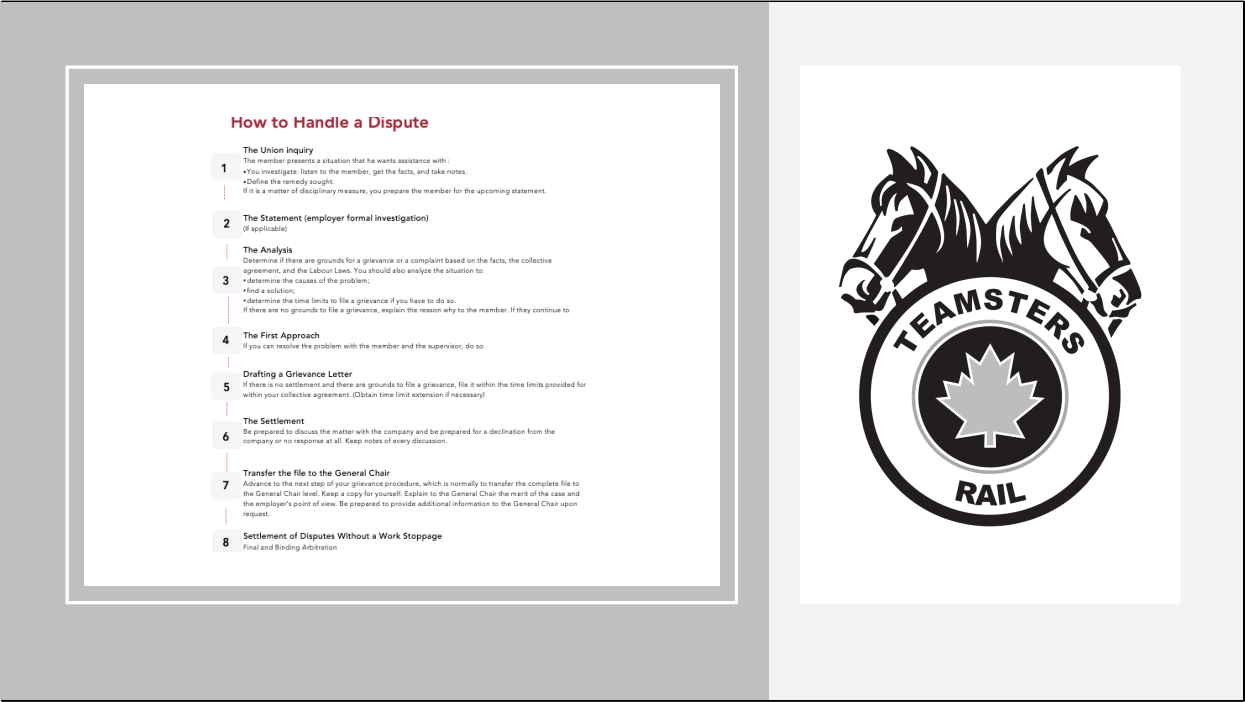 How to Handle a Dispute
1
The Union inquiry
The member presents a situation that he wants assistance with :
•You investigate: listen to the member, get the facts, and take notes.
•Define the remedy sought.
If it is a matter of disciplinary measure, you prepare the member for the upcoming statement.
2
The Statement (employer formal investigation)
(If applicable)
3
The Analysis
Determine if there are grounds for a grievance or a complaint based on the facts, the collective
agreement, and the Labour Laws. You should also analyze the situation to:
•determine the causes of the problem;
•find a solution;
•determine the time limits to file a grievance if you have to do so.
If there are no grounds to file a grievance, explain the reason why to the member. If they continue to
4
The First Approach
If you can resolve the problem with the member and the supervisor, do so.
5
Drafting a Grievance Letter
If there is no settlement and there are grounds to file a grievance, file it within the time limits provided for
within your collective agreement. (Obtain time limit extension if necessary)
6
The Settlement
Be prepared to discuss the matter with the company and be prepared for a declination from the
company or no response at all. Keep notes of every discussion.
7
Transfer the file to the General Chair
Advance to the next step of your grievance procedure, which is normally to transfer the complete file to
the General Chair level. Keep a copy for yourself. Explain to the General Chair the merit of the case and
the employer's point of view. Be prepared to provide additional information to the General Chair upon
request.
8
Settlement of Disputes Without a Work Stoppage
Final and Binding Arbitration
TEAMSTERS
RAIL